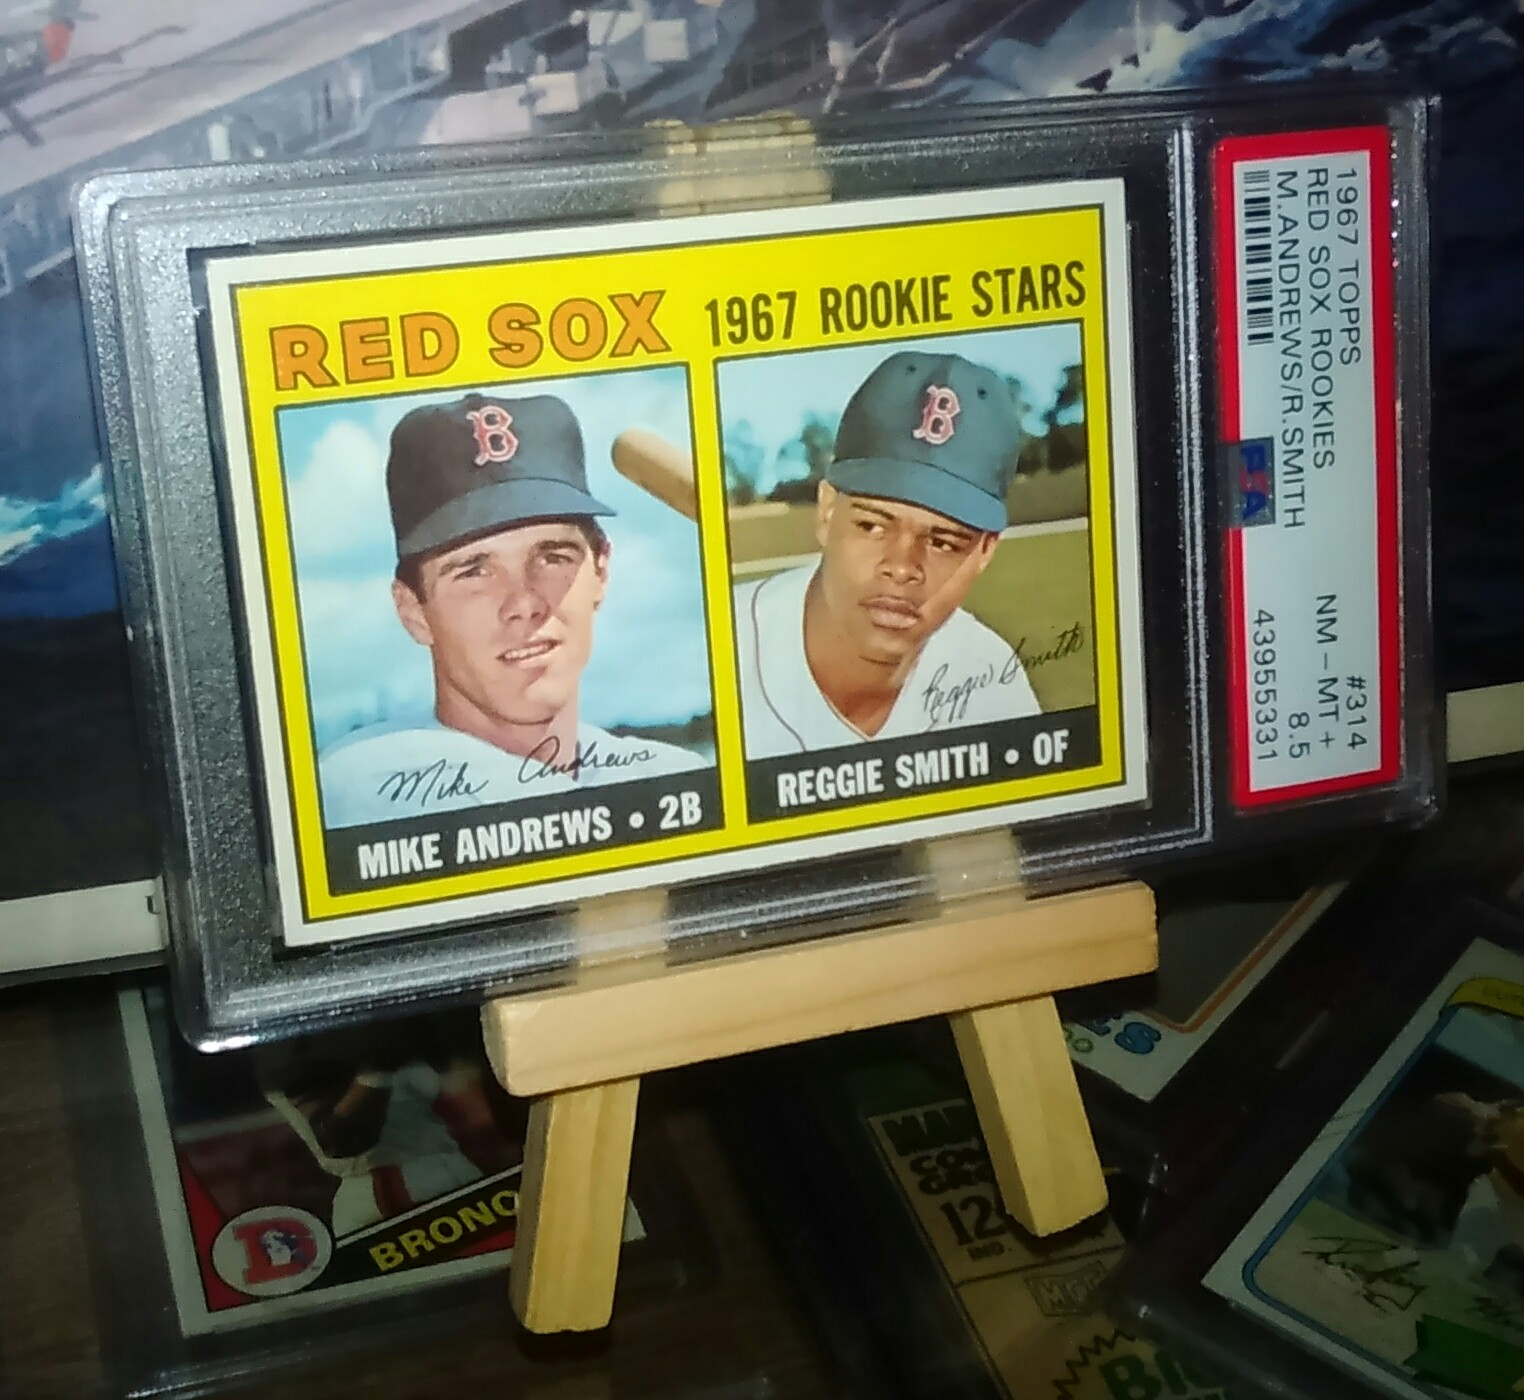 RED SOX 1967 ROOKIE STARS
B
B
Mike Andrews
Reggie Smith
MIKE ANDREWS • 2B
REGGIE SMITH • OF
1967 TOPPS #314
RED SOX ROOKIES NM-MT+
M.ANDREWS/R.SMITH 8.5
43955331
PSA
D
BRONCO